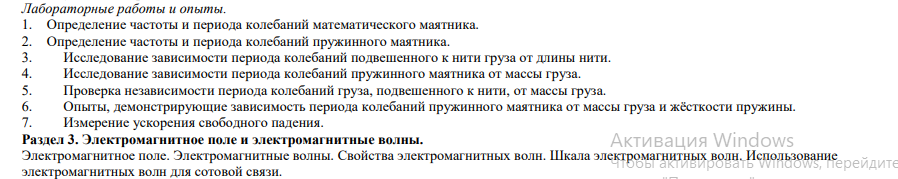 Лабораторные работы и опыты.
1. Определение частоты и периода колебаний математического маятника.
2. Определение частоты и периода колебаний пружинного маятника.
3. Исследование зависимости периода колебаний подвешенного к нити груза от длины нити.
4. Исследование зависимости периода колебаний пружинного маятника от массы груза.
5. Проверка независимости периода колебаний груза, подвешенного к нити, от массы груза.
6. Опыты, демонстрирующие зависимость периода колебаний пружинного маятника от массы груза и жёсткости пружины.
7. Измерение ускорения свободного падения.
Раздел 3. Электромагнитное поле и электромагнитные волны.
Активация Windows
Электромагнитное поле. Электромагнитные волны. Свойства электромагнитных волн. Шкала электромагнитных волн. Использование
Чтобы активировать Windows, перейдите
электромагнитных волн для сотовой связи.